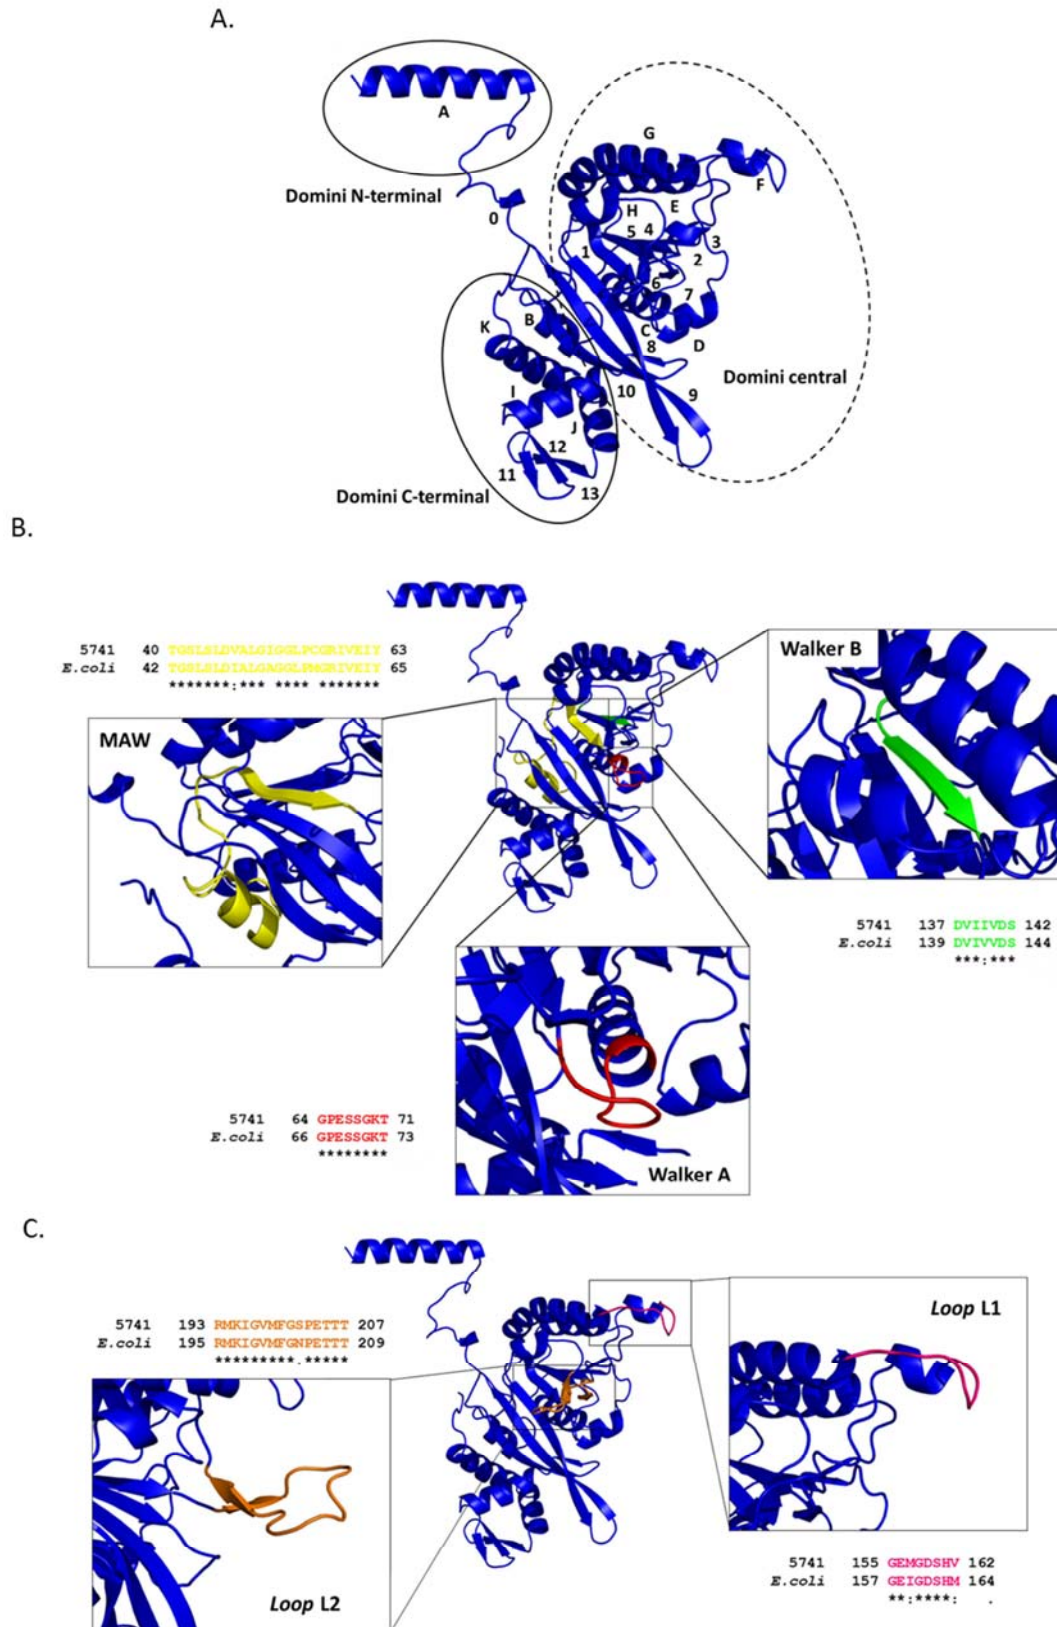 A.
A
G
F
Domini N-terminal
0
H
E
5 4
3
1
2
6
7
K
B
C
8
D
Domini central
10
9
I
J
12
11
13
Domini C-terminal
B.
5741 40 TGSLSLDVALGIGGLPCGRIVEIY 63
E.coli 42 TGSLSLDIALGAGGLPMGRIVEIY 65
*******:*** **** *******
Walker B
MAW
5741 137 DVIIVDS 142
E.coli 139 DVIVVDS 144
***:***
5741 64 GPESSGKT 71
E.coli 66 GPESSGKT 73
********
Walker A
C.
5741 193 RMKIGVMFGSPETTT 207
E.coli 195 RMKIGVMFGNPETTT 209
*********.*****
Loop L1
Loop L2
5741 155 GEMGDSHV 162
E.coli 157 GEIGDSHM 164
**:****: .